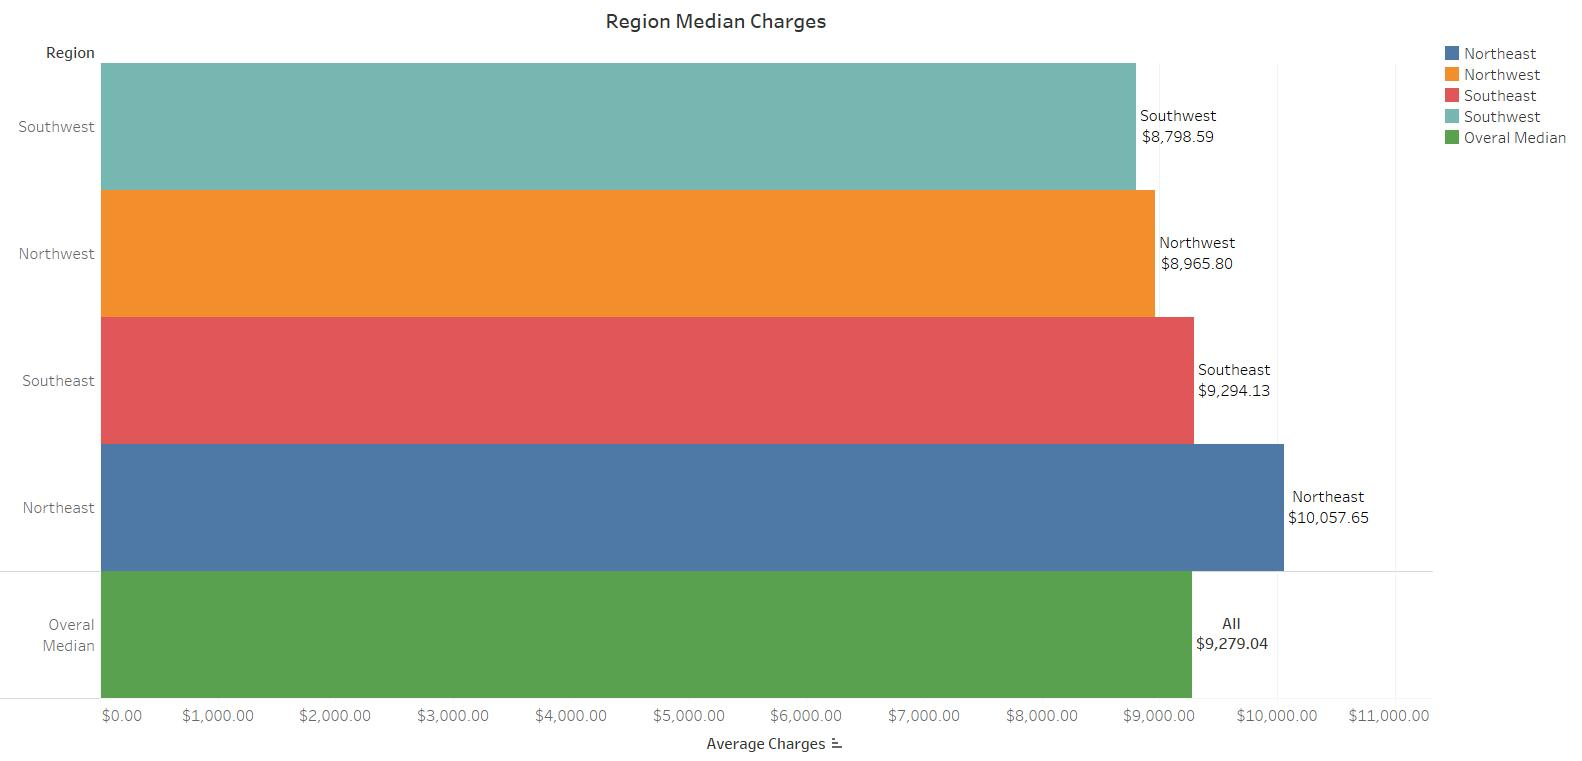 Region Median Charges
Region
Northeast
Northwest
Southeast
Southwest
Overal Median
Southwest
Southwest
$8,798.59
Northwest
Northwest
$8,965.80
Southeast
Southeast
$9,294.13
Northeast
Northeast
$10,057.65
Overal
Median
All
$9,279.04
$0.00 $1,000.00 $2,000.00 $3,000.00 $4,000.00 $5,000.00 $6,000.00 $7,000.00 $8,000.00 $9,000.00 $10,000.00 $11,000.00
Average Charges